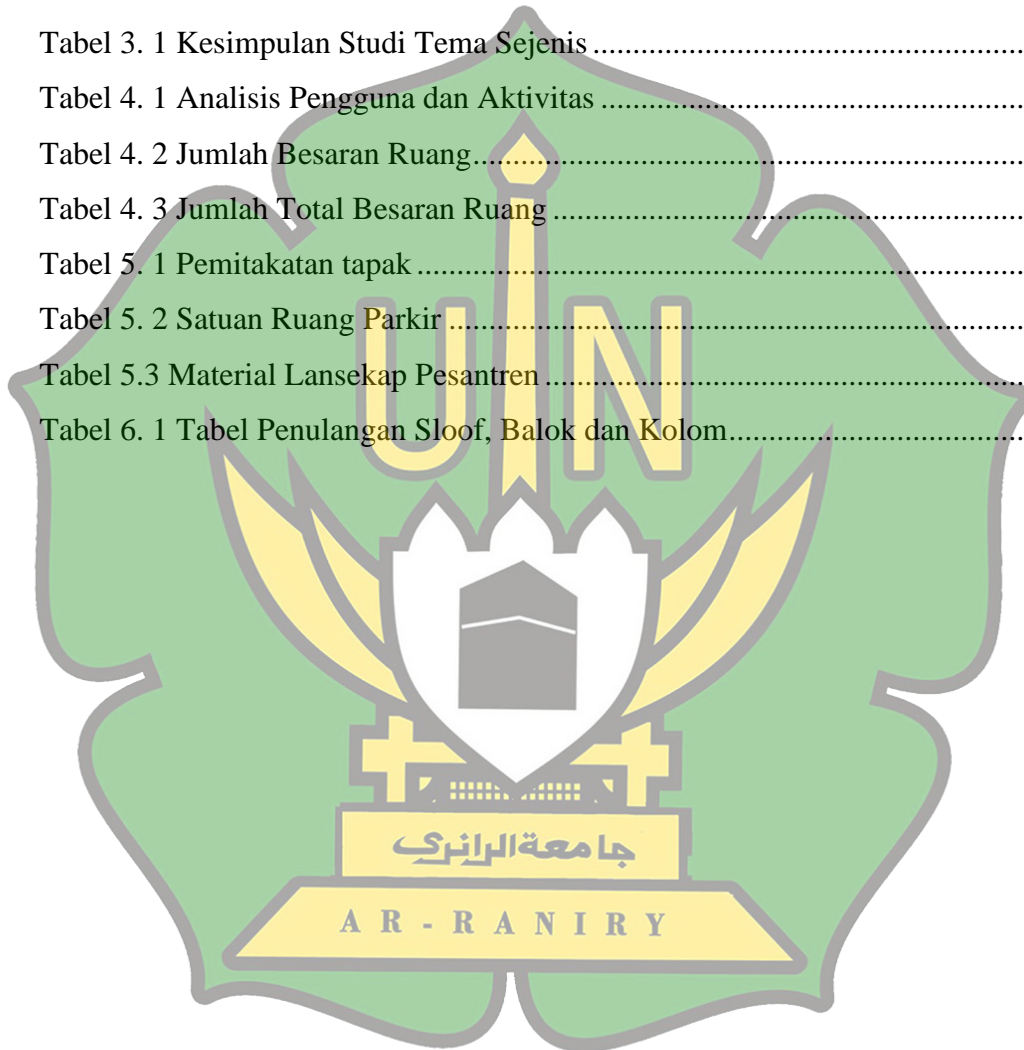 Tabel 3. 1 Kesimpulan Studi Tema Sejenis ......................................................
Tabel 4. 1 Analisis Pengguna dan Aktivitas .....................................................
Tabel 4. 2 Jumlah Besaran Ruang.....................................................................
Tabel 4. 3 Jumlah Total Besaran Ruang ...........................................................
Tabel 5. 1 Pemitakatan tapak ............................................................................
Tabel 5. 2 Satuan Ruang Parkir ........................................................................
Tabel 5.3 Material Lansekap Pesantren ............................................................
Tabel 6. 1 Tabel Penulangan Sloof, Balok dan Kolom.....................................
UIN
جامعةالرانري
AR-RANIRY